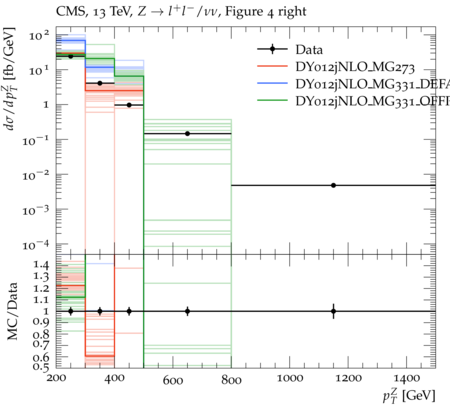 CMS, 13 TeV, Z → l⁺l⁻/νν, Figure 4 right
dσ/dp_T^Z [fb/GeV]
10²
10¹
1
10⁻¹
10⁻²
10⁻³
10⁻⁴
Data
DY012jNLO_MG273
DY012jNLO_MG331_DEFA
DY012jNLO_MG331_OFFF
MC/Data
1.4
1.3
1.2
1.1
1
0.9
0.8
0.7
0.6
0.5
200 400 600 800 1000 1200 1400
p_T^Z [GeV]